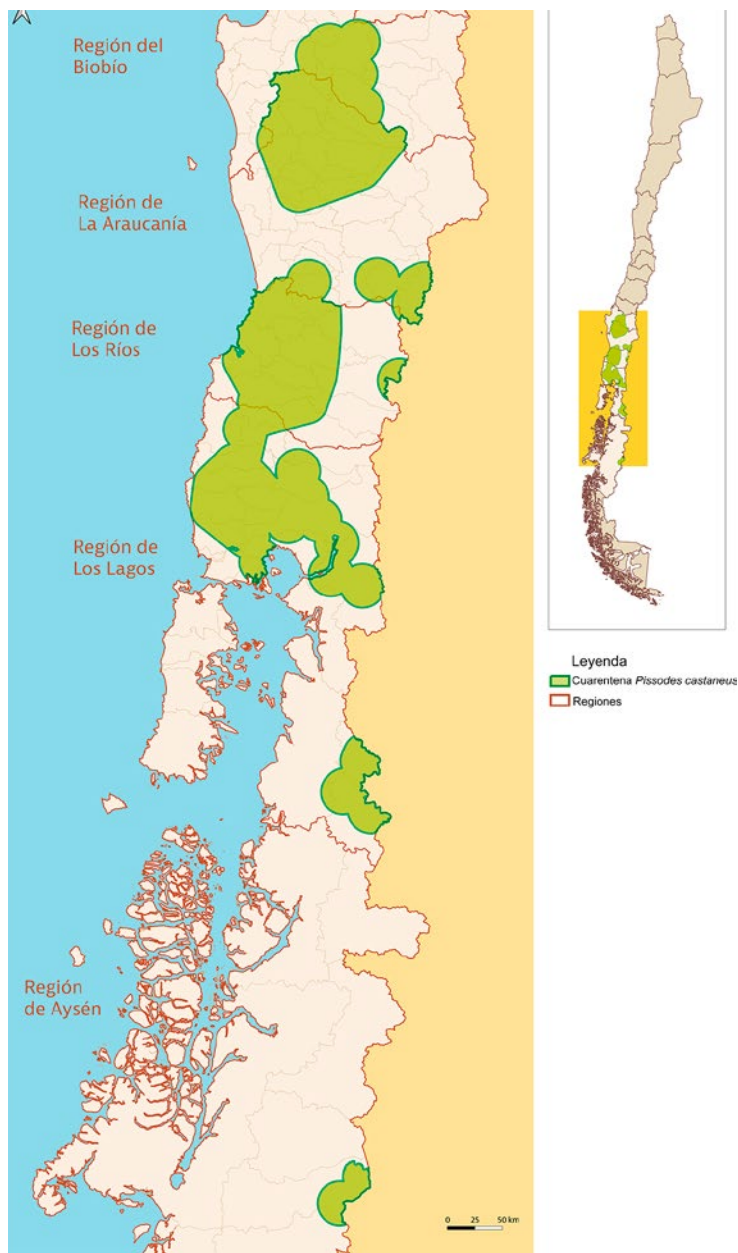 Región del
Biobío
Región de
La Araucanía
Región de
Los Ríos
Región de
Los Lagos
Región
de Aysén
0 25 50 km
Leyenda
Cuarentena Pissodes castaneus
Regiones